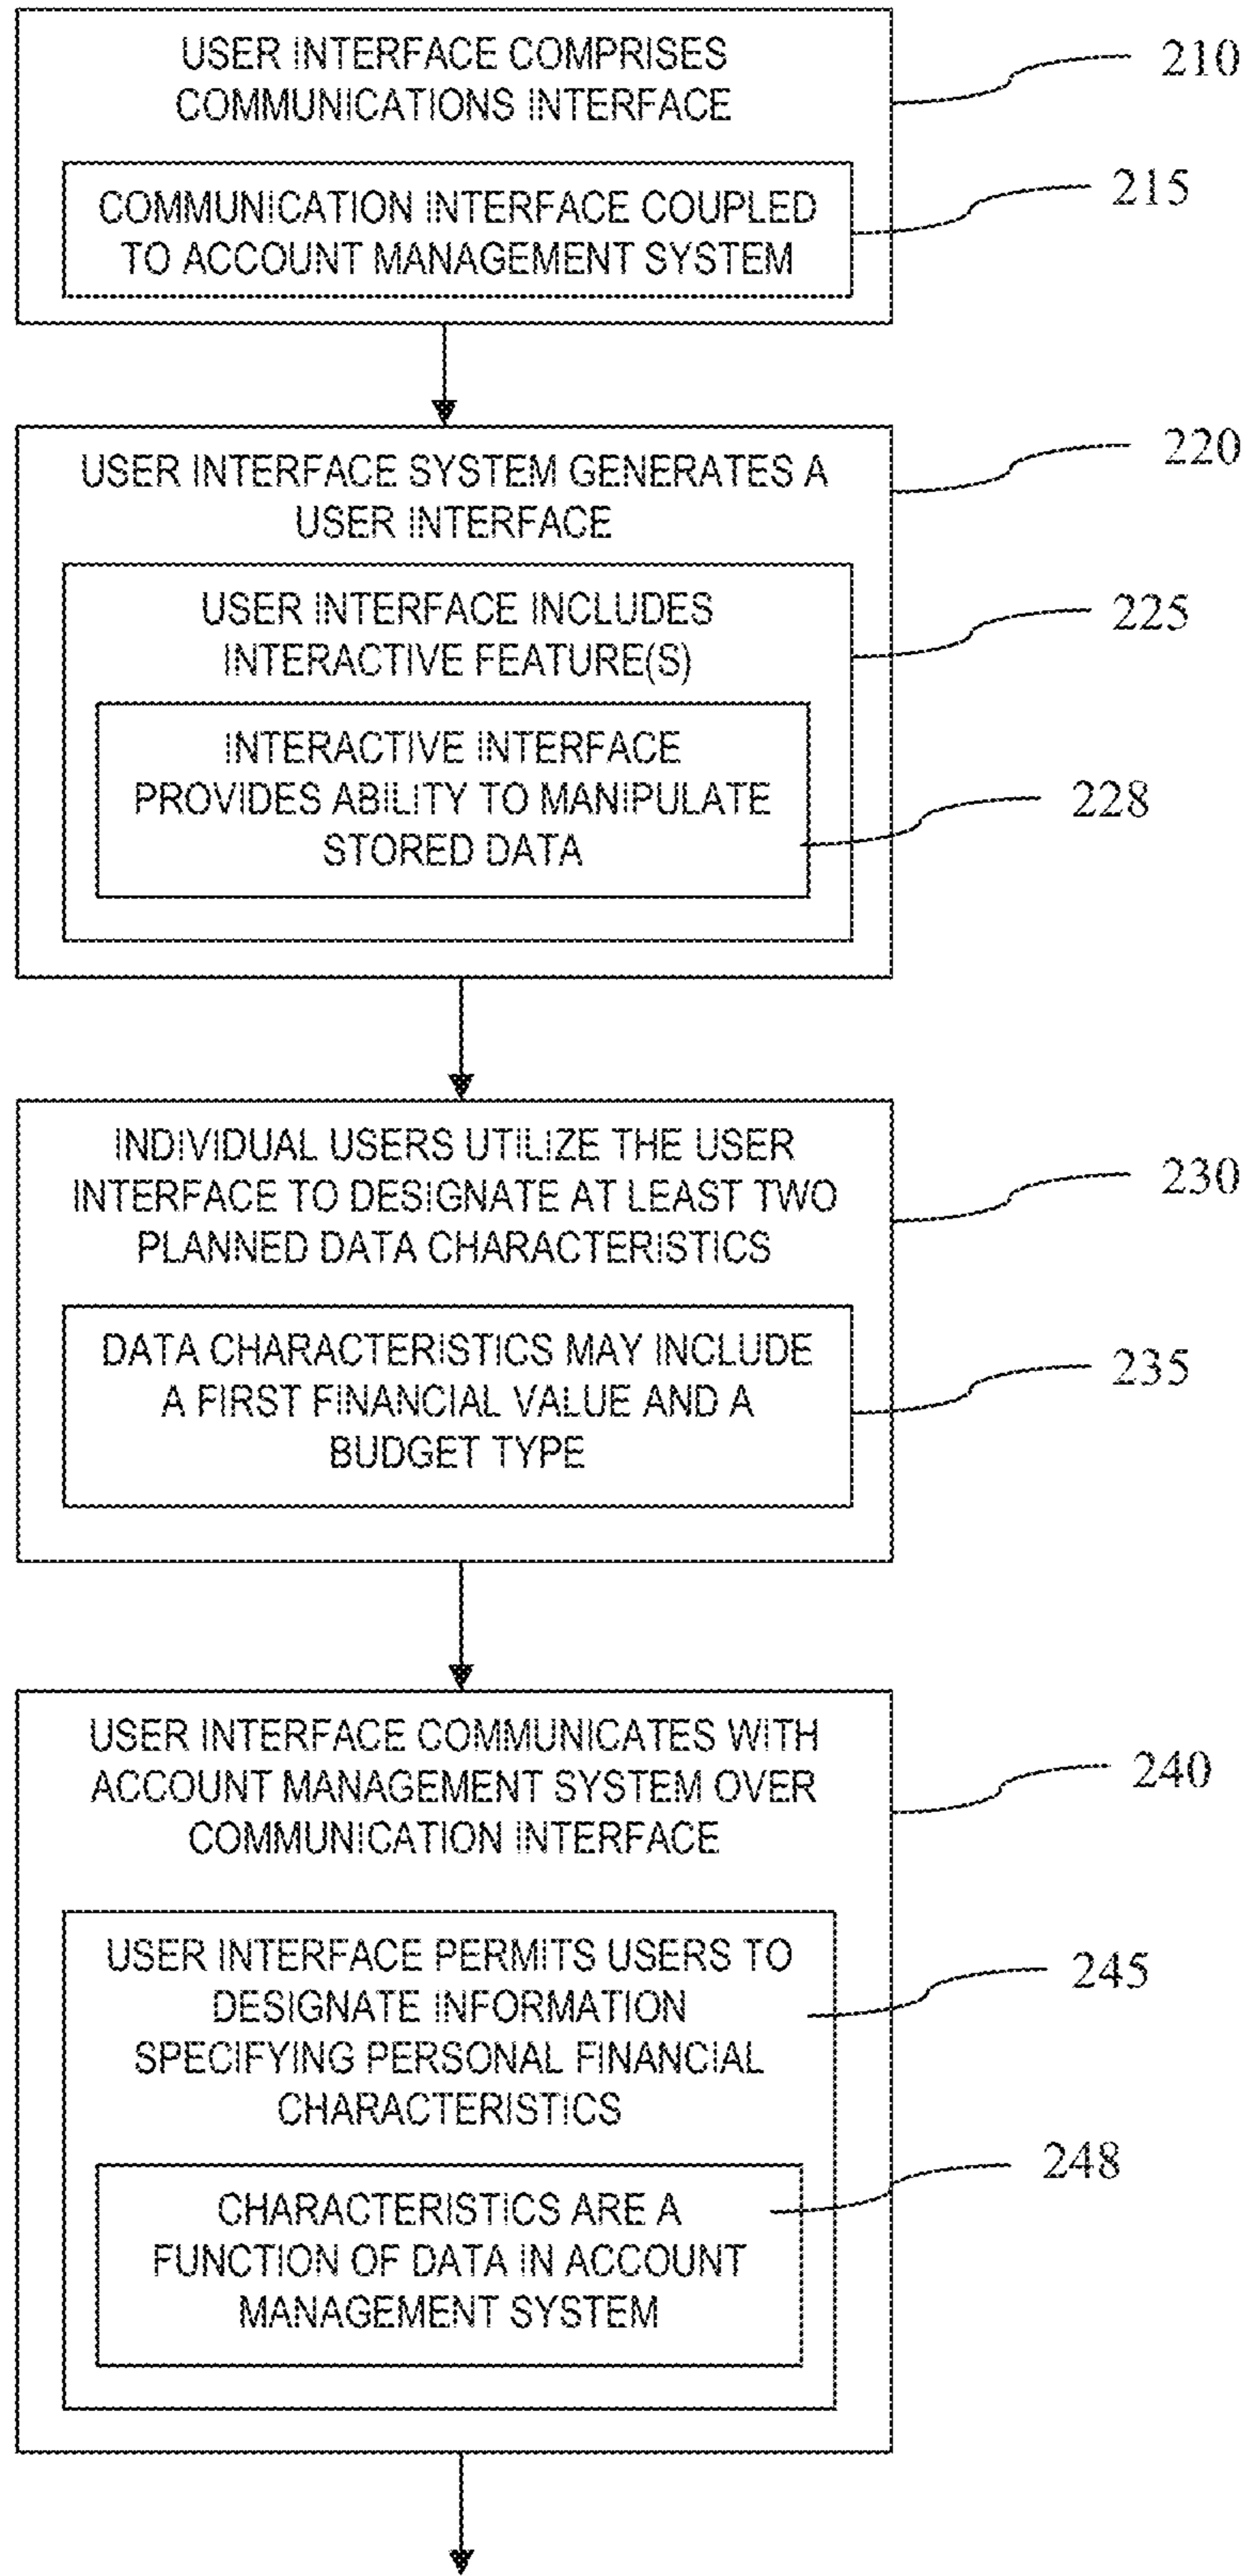 USER INTERFACE COMPRISES
COMMUNICATIONS INTERFACE
210
COMMUNICATION INTERFACE COUPLED
TO ACCOUNT MANAGEMENT SYSTEM
215
USER INTERFACE SYSTEM GENERATES A
USER INTERFACE
220
USER INTERFACE INCLUDES
INTERACTIVE FEATURE(S)
225
INTERACTIVE INTERFACE
PROVIDES ABILITY TO MANIPULATE
STORED DATA
228
INDIVIDUAL USERS UTILIZE THE USER
INTERFACE TO DESIGNATE AT LEAST TWO
PLANNED DATA CHARACTERISTICS
230
DATA CHARACTERISTICS MAY INCLUDE
A FIRST FINANCIAL VALUE AND A
BUDGET TYPE
235
USER INTERFACE COMMUNICATES WITH
ACCOUNT MANAGEMENT SYSTEM OVER
COMMUNICATION INTERFACE
240
USER INTERFACE PERMITS USERS TO
DESIGNATE INFORMATION
SPECIFYING PERSONAL FINANCIAL
CHARACTERISTICS
245
CHARACTERISTICS ARE A
FUNCTION OF DATA IN ACCOUNT
MANAGEMENT SYSTEM
248